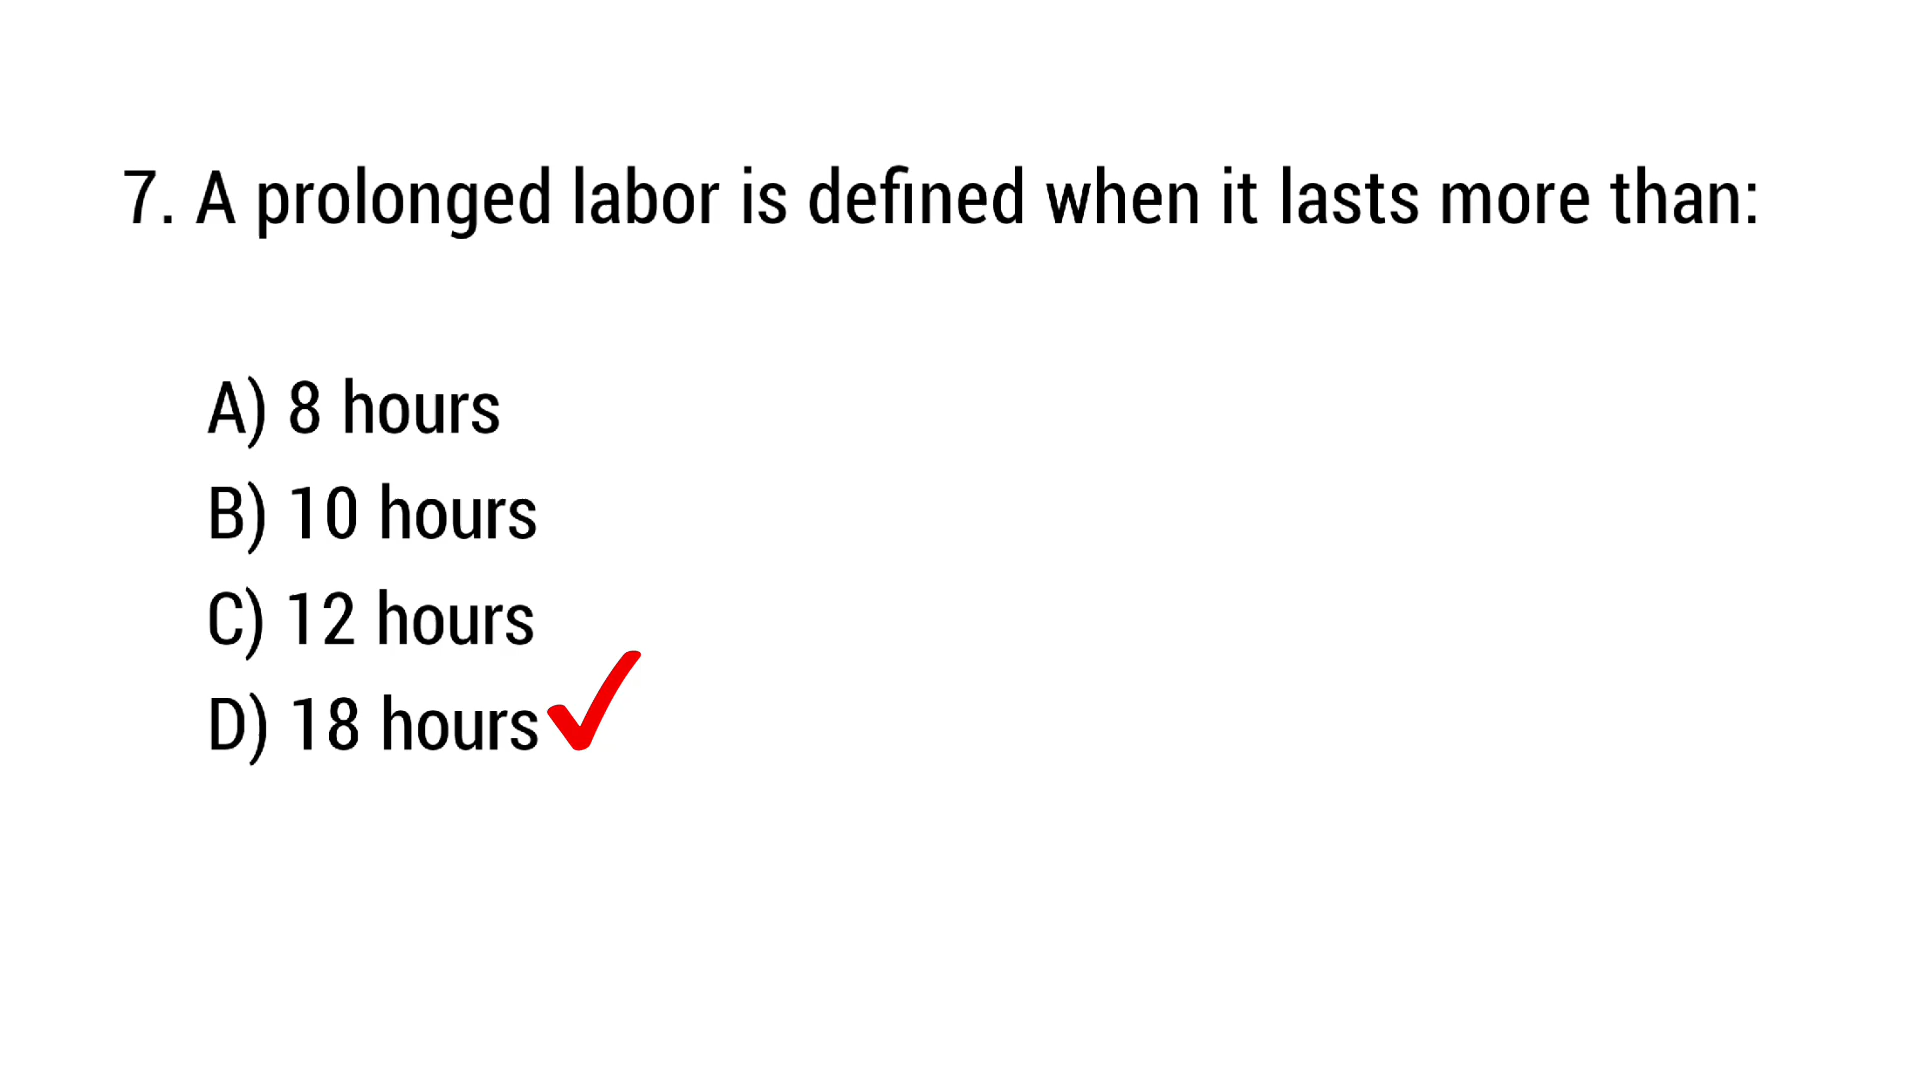 7. A prolonged labor is defined when it lasts more than:
A) 8 hours
B) 10 hours
C) 12 hours
D) 18 hours